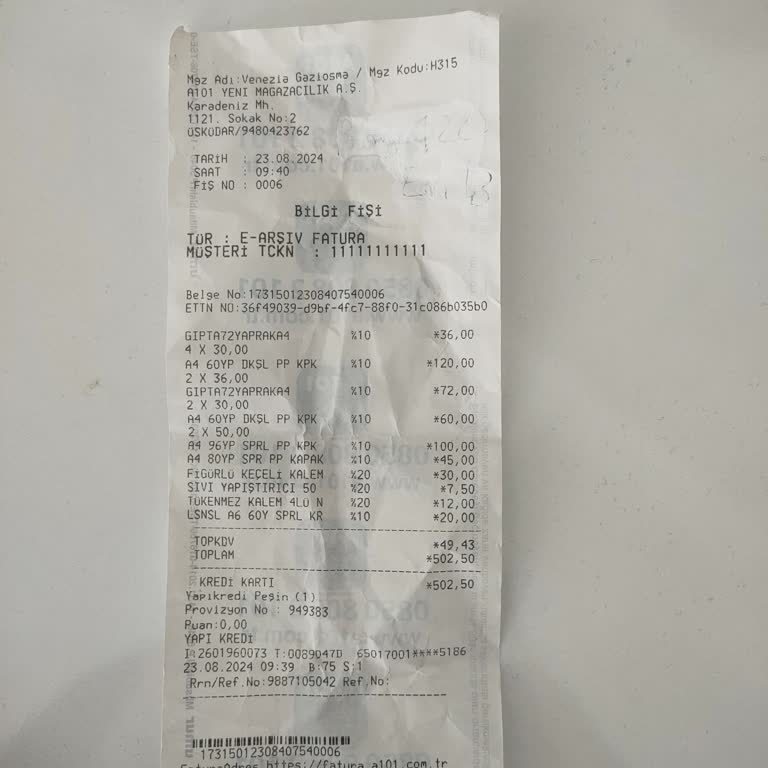 Mgz Adı:Venezia Gaziosma / Mgz Kodu:H315
A101 YENI MAGAZACILIK A.Ş.
Karadeniz Mh.
1121. Sokak No:2
ÜSKÜDAR/9480423762
TARİH : 23.08.2024
SAAT : 09:40
FİŞ NO : 0006
BİLGİ FİŞİ
TÜR : E-ARŞİV FATURA
MÜŞTERİ TCKN : 11111111111
Belge No:17315012308407540006
ETTN NO:36f49039-d9bf-4fc7-88f0-31c086b035b0
GIPTA72YAPRAKA4 %10 *36,00
4 X 30,00
A4 60YP DKŞL PP KPK %10 *120,00
2 X 36,00
GIPTA72YAPRAKA4 %10 *72,00
2 X 30,00
A4 60YP DKŞL PP KPK %10 *60,00
2 X 50,00
A4 96YP SPRL PP KPK %10 *100,00
A4 80YP SPR PP KAPAK %10 *45,00
FİGÜRLÜ KEÇELİ KALEM %20 *30,00
SIVI YAPIŞTIRICI 50 %20 *7,50
TÜKENMEZ KALEM 4LÜ N %20 *12,00
LSNSL A6 60Y SPRL KR %10 *20,00
TOPKDV *49,43
TOPLAM *502,50
KREDİ KARTI *502,50
Yapıkredi Peşin (1)
Provizyon No : 949383
Puan:0,00
YAPI KREDİ
I:2601960073 T:0089047D 65017001****5186
23.08.2024 09:39 B:75 S:1
Rrn/Ref.No:9887105042 Ref.No:
17315012308407540006
FaturaAdres https://fatura.a101.com.tr